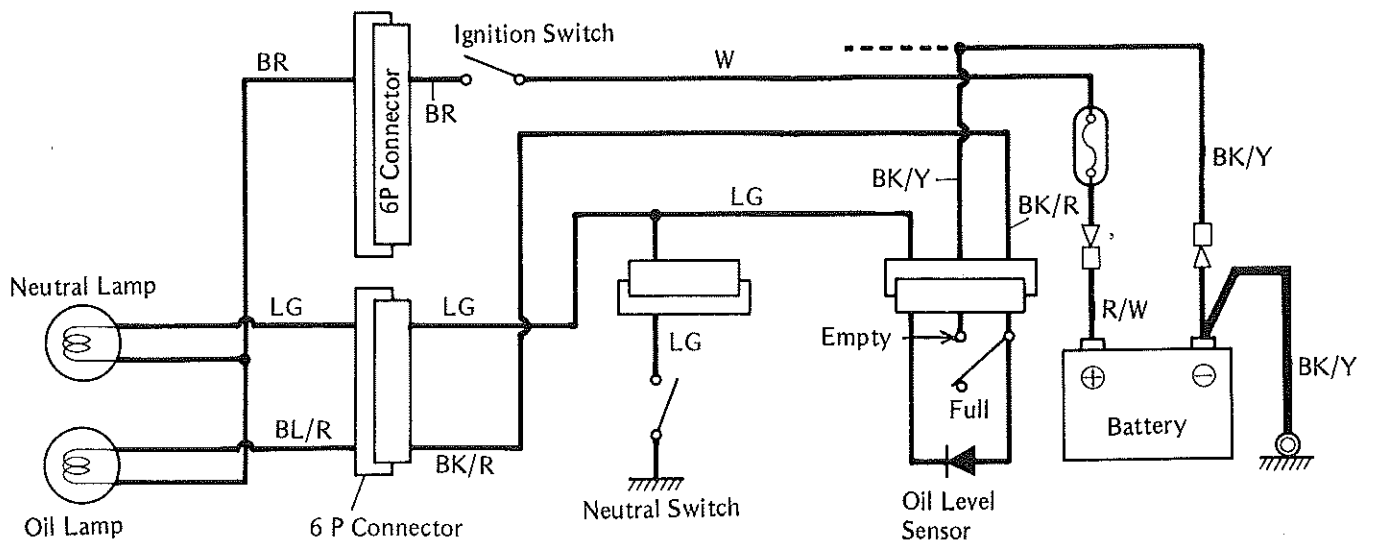 Ignition Switch
BR
W
6P Connector
BR
BK/Y
BK/Y
LG
BK/R
Neutral Lamp
LG
LG
R/W
Empty
LG
BK/Y
Full
BL/R
BK/R
Battery
Oil Lamp
6 P Connector
Neutral Switch
Oil Level
Sensor